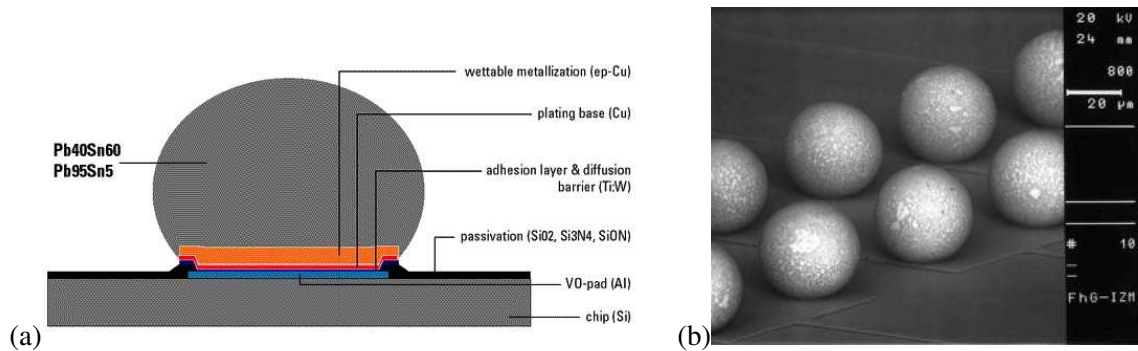 wettable metallization (ep-Cu)
plating base (Cu)
Pb40Sn60
Pb95Sn5
adhesion layer & diffusion
barrier (Ti:W)
passivation (Si02, Si3N4, SiON)
VO-pad (Al)
chip (Si)
(a)
20 kV
24 mm
800
20 µm
# 10
FhG-IZM
(b)